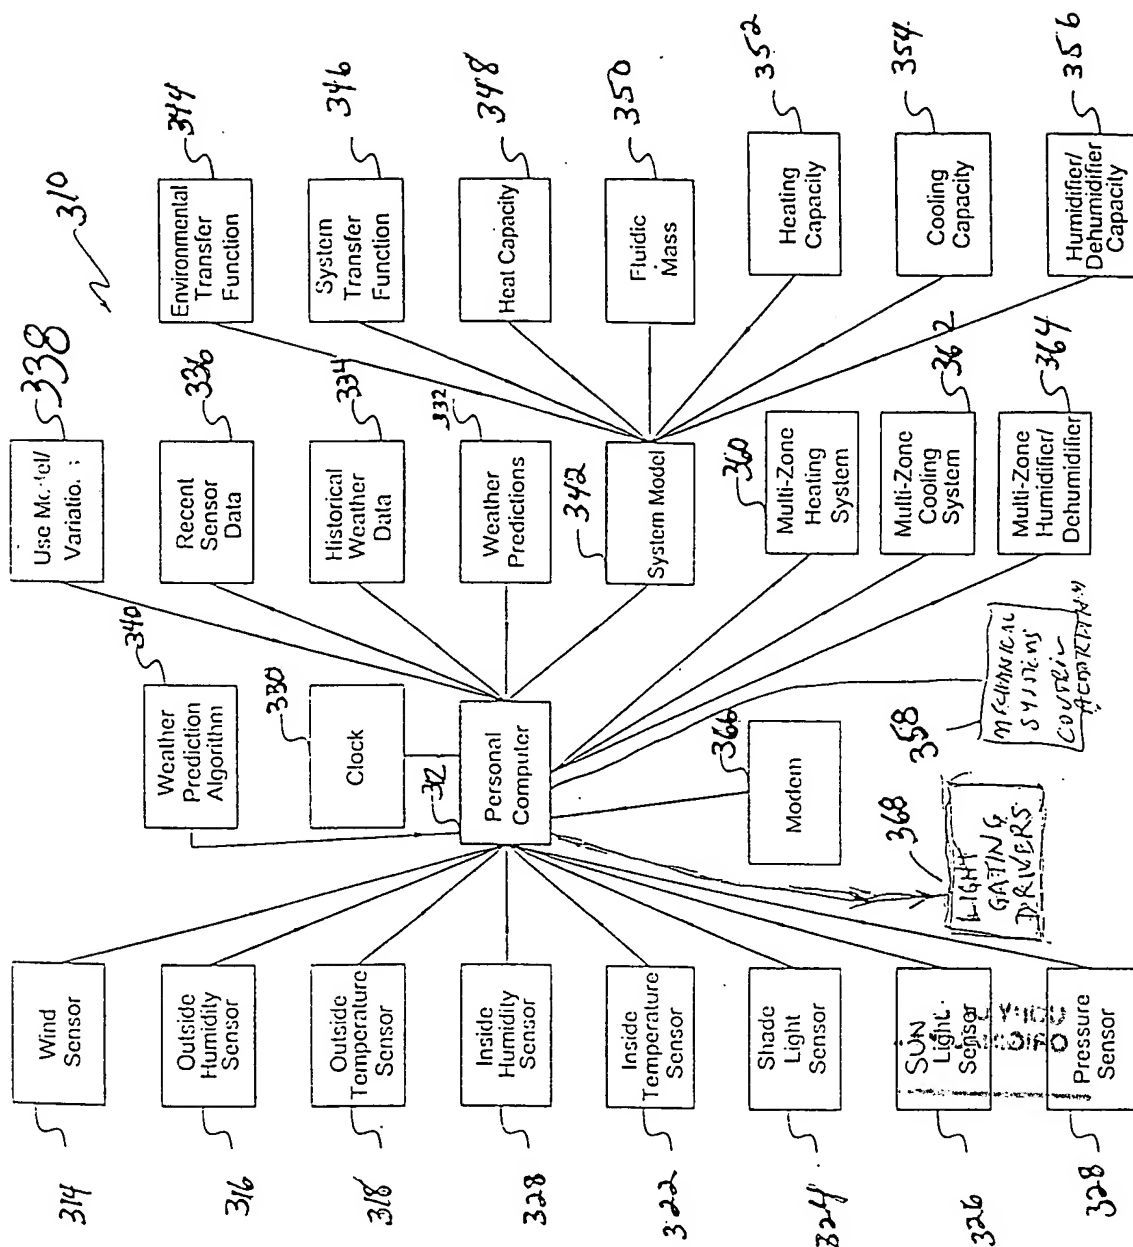 310
Use Model/
Variations
338
Recent
Sensor
Data
336
Historical
Weather
Data
334
Weather
Predictions
332
System Model
342
Environmental
Transfer
Function
344
System
Transfer
Function
346
Heat Capacity
348
Fluidic
Mass
350
Heating
Capacity
352
Cooling
Capacity
354
Humidifier/
Dehumidifier
Capacity
356
Weather
Prediction
Algorithm
340
Clock
330
Personal
Computer
312
Modem
366
Multi-Zone
Heating
System
360
Multi-Zone
Cooling
System
362
Multi-Zone
Humidifier/
Dehumidifier
364
MECHANICAL
SYSTEMS
358
LIGHT
GATING
DRIVERS
368
Wind
Sensor
314
Outside
Humidity
Sensor
316
Outside
Temperature
Sensor
318
Inside
Humidity
Sensor
328
Inside
Temperature
Sensor
322
Shade
Light
Sensor
324
SUN
Light
Sensor
326
Pressure
Sensor
328